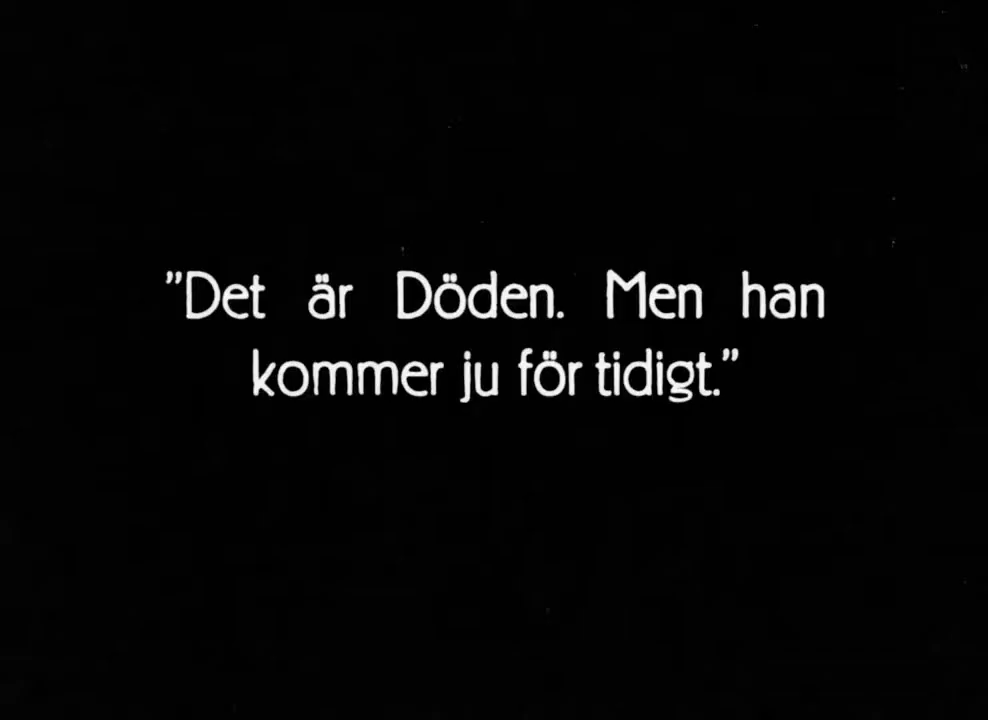 ”Det är Döden. Men han
kommer ju för tidigt.”